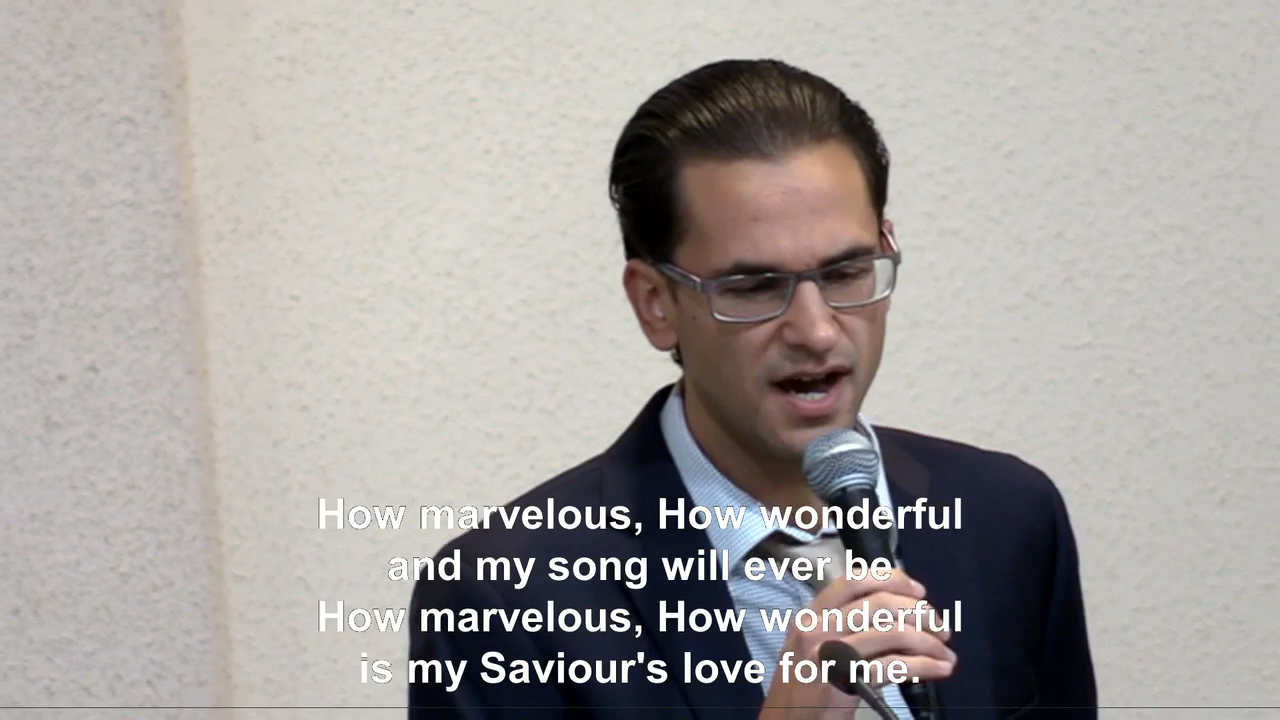 How marvelous, How wonderful
and my song will ever be
How marvelous, How wonderful
is my Saviour's love for me.